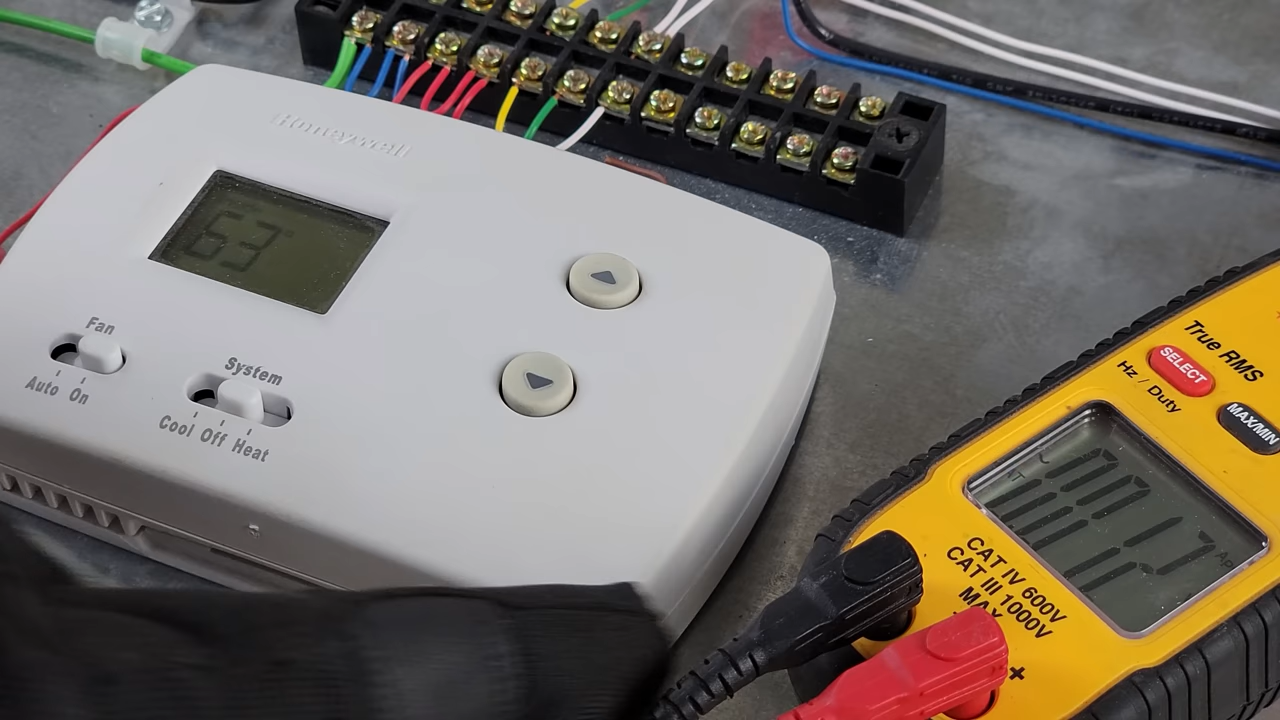 Honeywell
63°
Fan
Auto On
System
Cool Off Heat
True RMS
SELECT
Hz / Duty
MAX/MIN
CAT IV 600V
CAT III 1000V
MAX
+